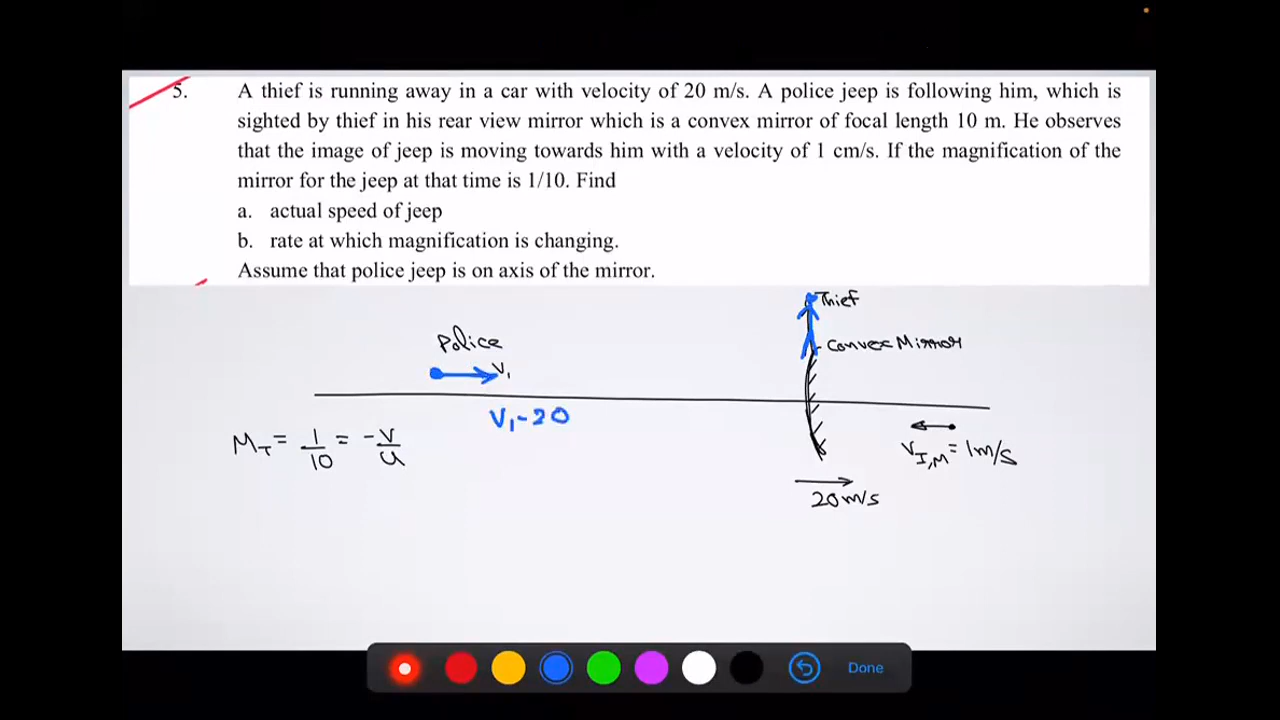 5. A thief is running away in a car with velocity of 20 m/s. A police jeep is following him, which is
sighted by thief in his rear view mirror which is a convex mirror of focal length 10 m. He observes
that the image of jeep is moving towards him with a velocity of 1 cm/s. If the magnification of the
mirror for the jeep at that time is 1/10. Find
a. actual speed of jeep
b. rate at which magnification is changing.
Assume that police jeep is on axis of the mirror.
Thief
Police
Convex Mirror
V₁
V₁-20
M_T = 1/10 = -V/u
V_I,M = 1m/s
20m/s
Done